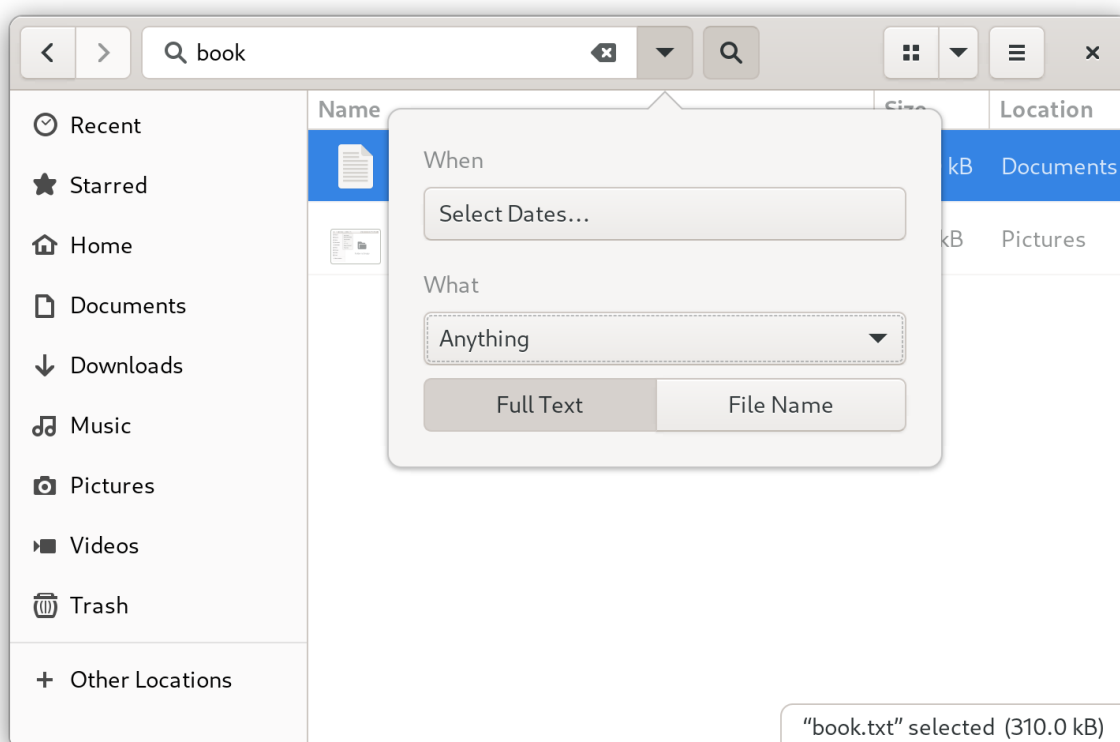 book
Recent
Starred
Home
Documents
Downloads
Music
Pictures
Videos
Trash
Other Locations
Name
Location
kB Documents
kB Pictures
When
Select Dates...
What
Anything
Full Text File Name
“book.txt” selected (310.0 kB)